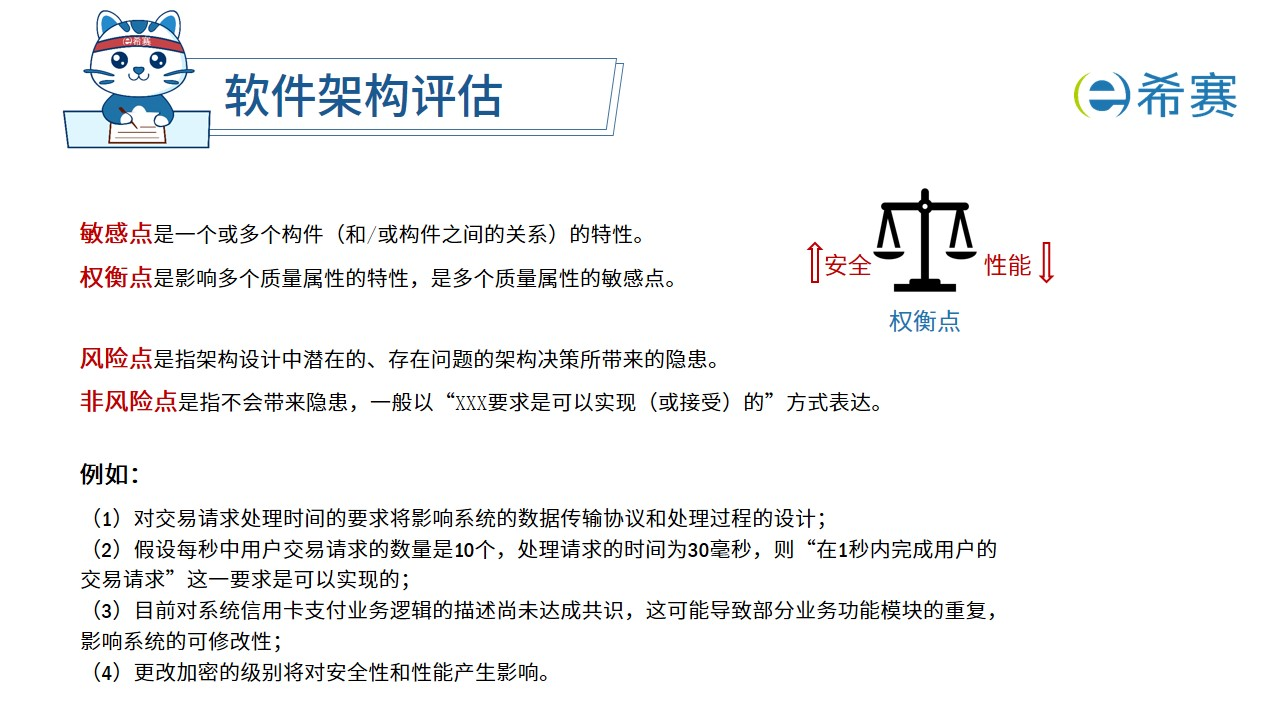 希赛
软件架构评估
希赛
敏感点是一个或多个构件（和/或构件之间的关系）的特性。
权衡点是影响多个质量属性的特性，是多个质量属性的敏感点。
安全
性能
权衡点
风险点是指架构设计中潜在的、存在问题的架构决策所带来的隐患。
非风险点是指不会带来隐患，一般以“XXX要求是可以实现（或接受）的”方式表达。
例如：
（1）对交易请求处理时间的要求将影响系统的数据传输协议和处理过程的设计；
（2）假设每秒中用户交易请求的数量是10个，处理请求的时间为30毫秒，则“在1秒内完成用户的
交易请求”这一要求是可以实现的；
（3）目前对系统信用卡支付业务逻辑的描述尚未达成共识，这可能导致部分业务功能模块的重复，
影响系统的可修改性；
（4）更改加密的级别将对安全性和性能产生影响。